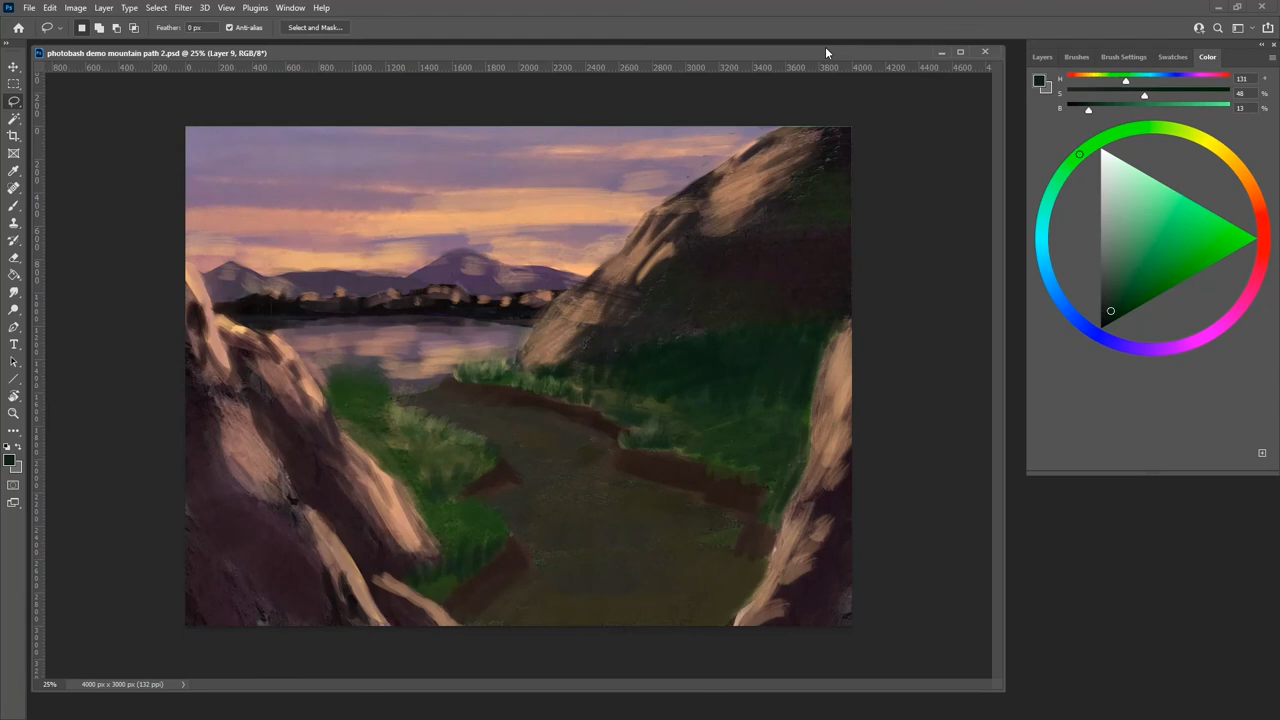 Ps File Edit Image Layer Type Select Filter 3D View Plugins Window Help
Feather: 0 px Anti-alias Select and Mask...
Ps photobash demo mountain path 2.psd @ 25% (Layer 9, RGB/8*)
800 600 400 200 0 200 400 600 800 1000 1200 1400 1600 1800 2000 2200 2400 2600 2800 3000 3200 3400 3600 3800 4000 4200 4400 4600
Layers Brushes Brush Settings Swatches Color
H 131 °
S 48 %
B 13 %
25% 4000 px x 3000 px (132 ppi)